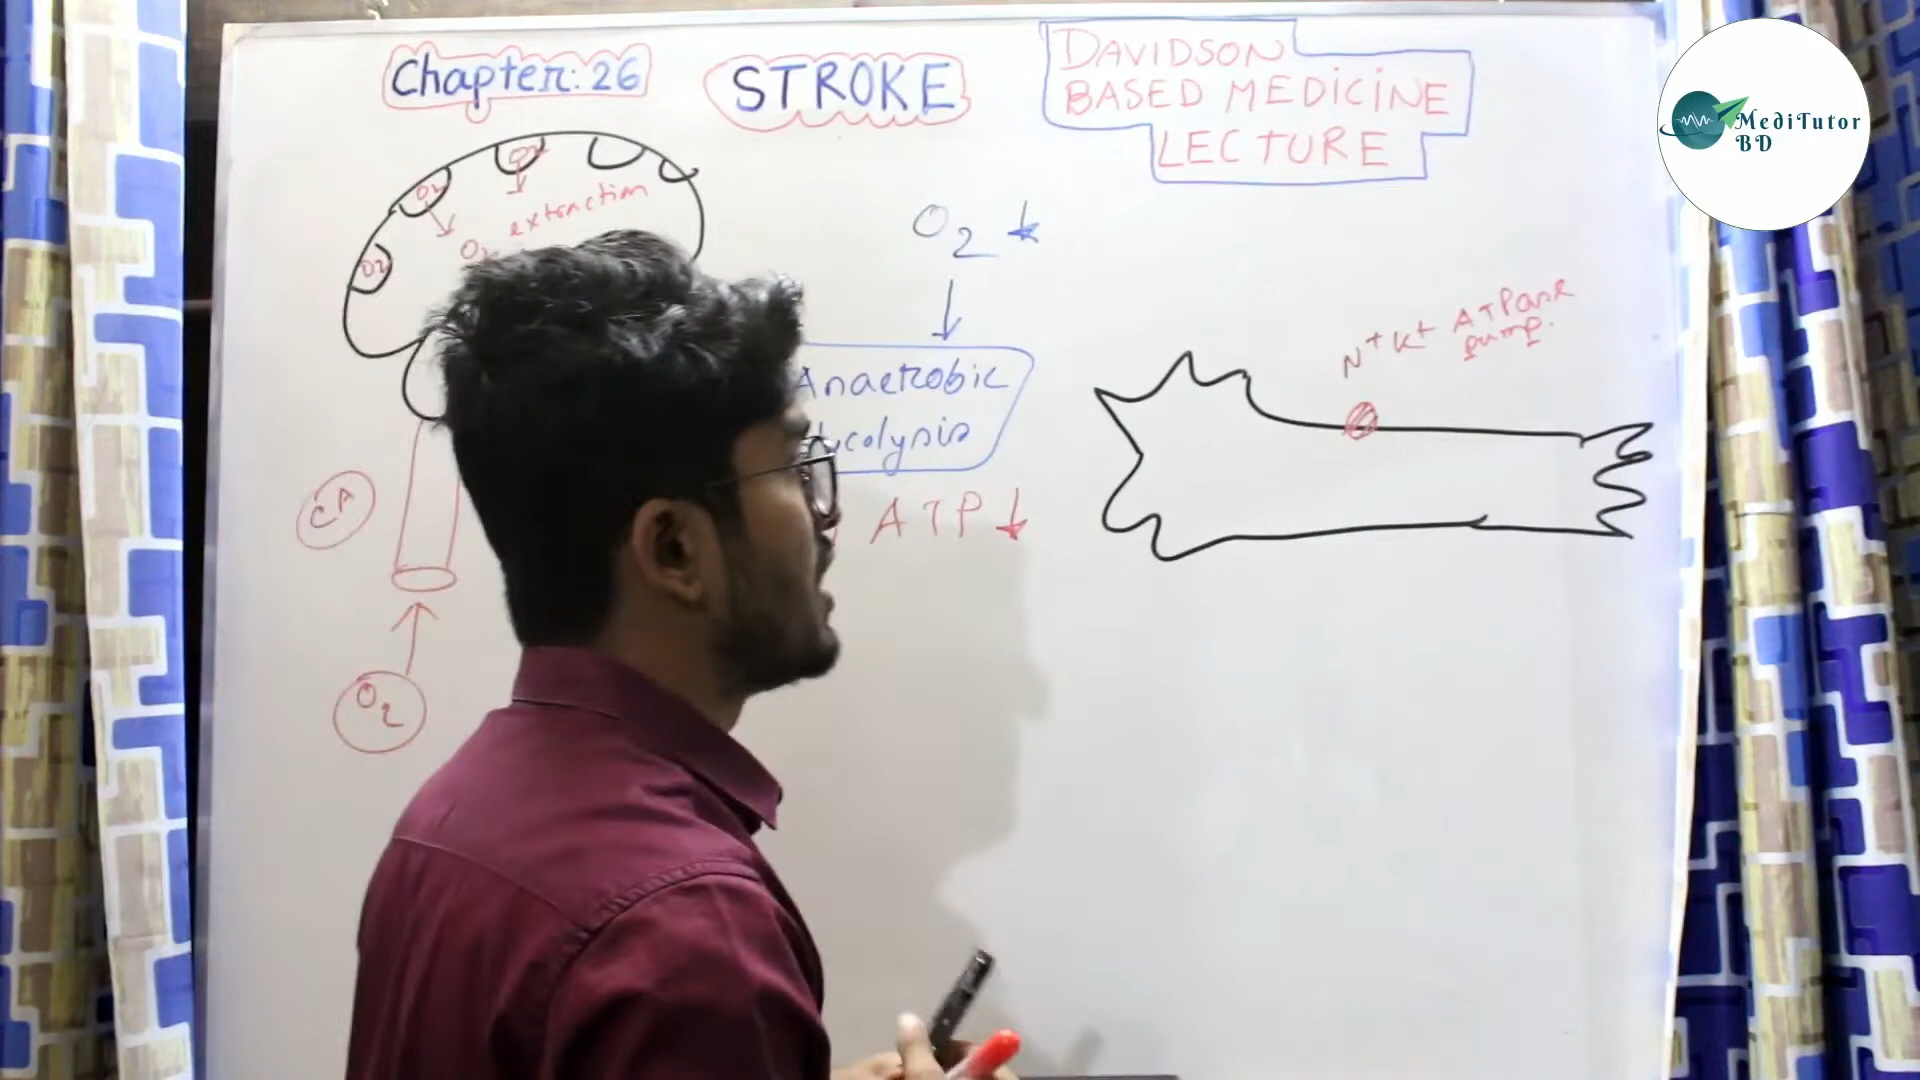 Chapter: 26
STROKE
DAVIDSON
BASED MEDICINE
LECTURE
MediTutor
BD
O2
O2
O2
O2 extraction
O2 ↓
Anaerobic
lycolysis
ATP ↓
N+ K+ ATPase
pump.
CA
O2